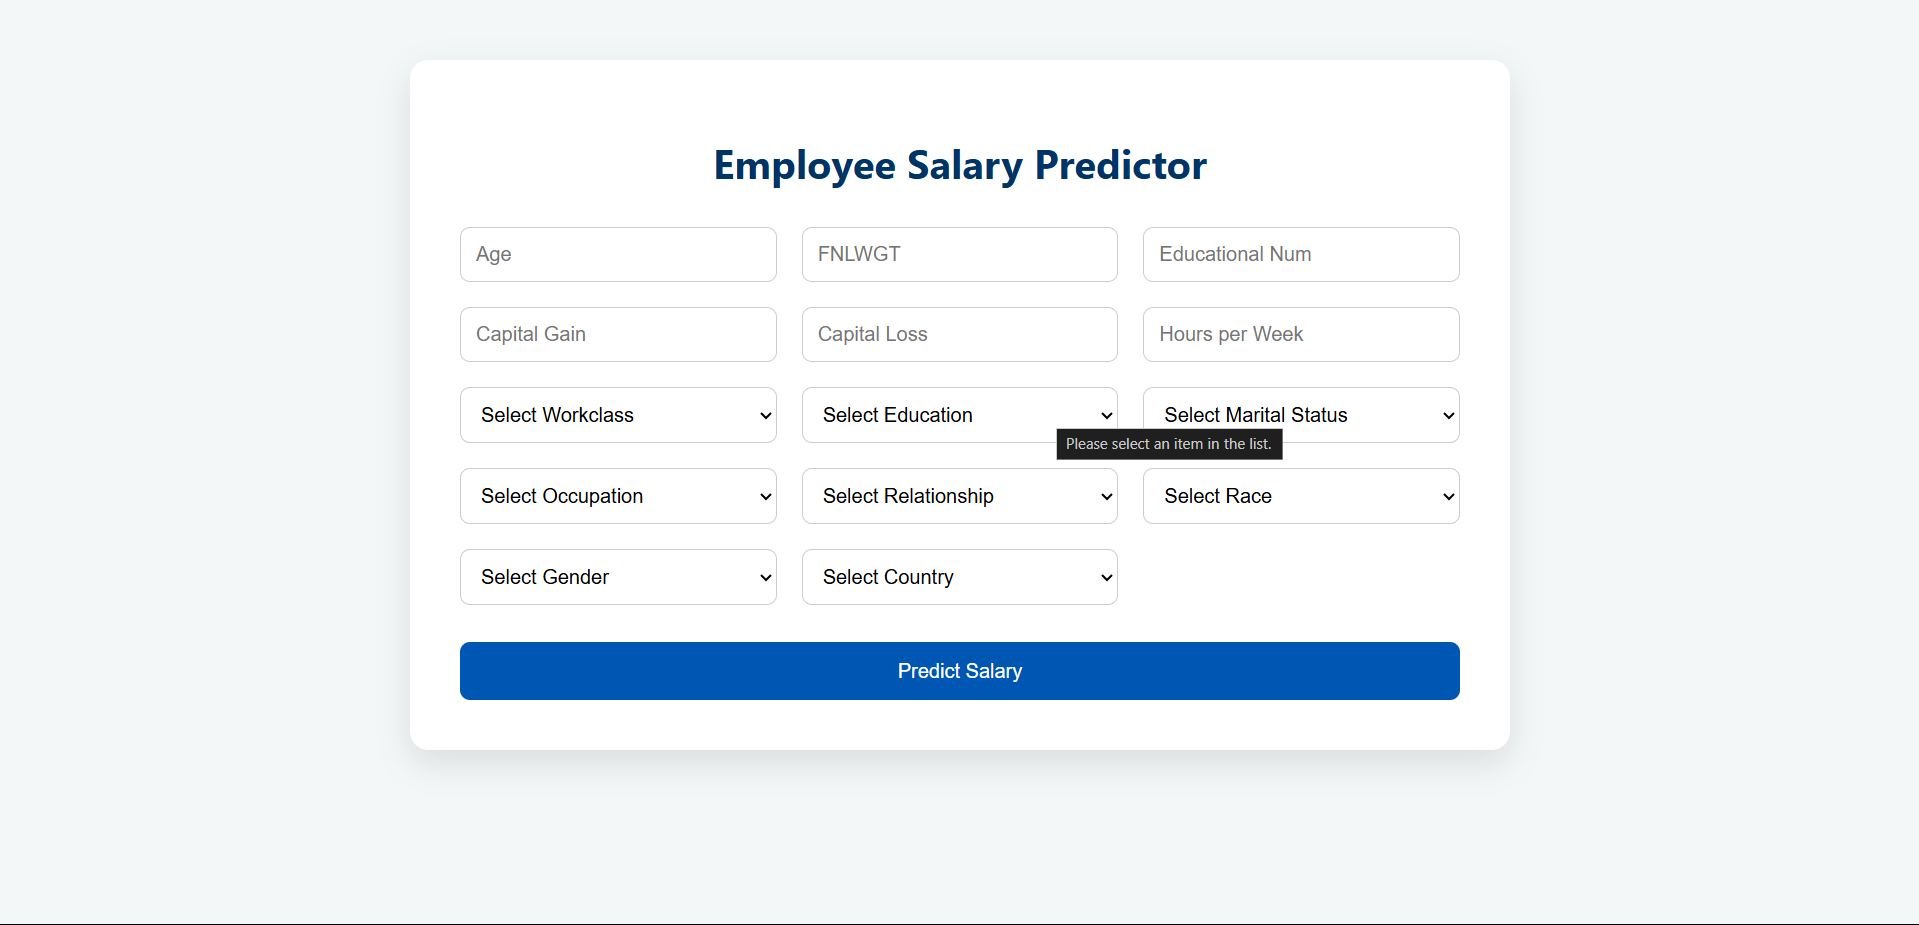 Employee Salary Predictor
Age
FNLWGT
Educational Num
Capital Gain
Capital Loss
Hours per Week
Select Workclass
Select Education
Select Marital Status
Please select an item in the list.
Select Occupation
Select Relationship
Select Race
Select Gender
Select Country
Predict Salary